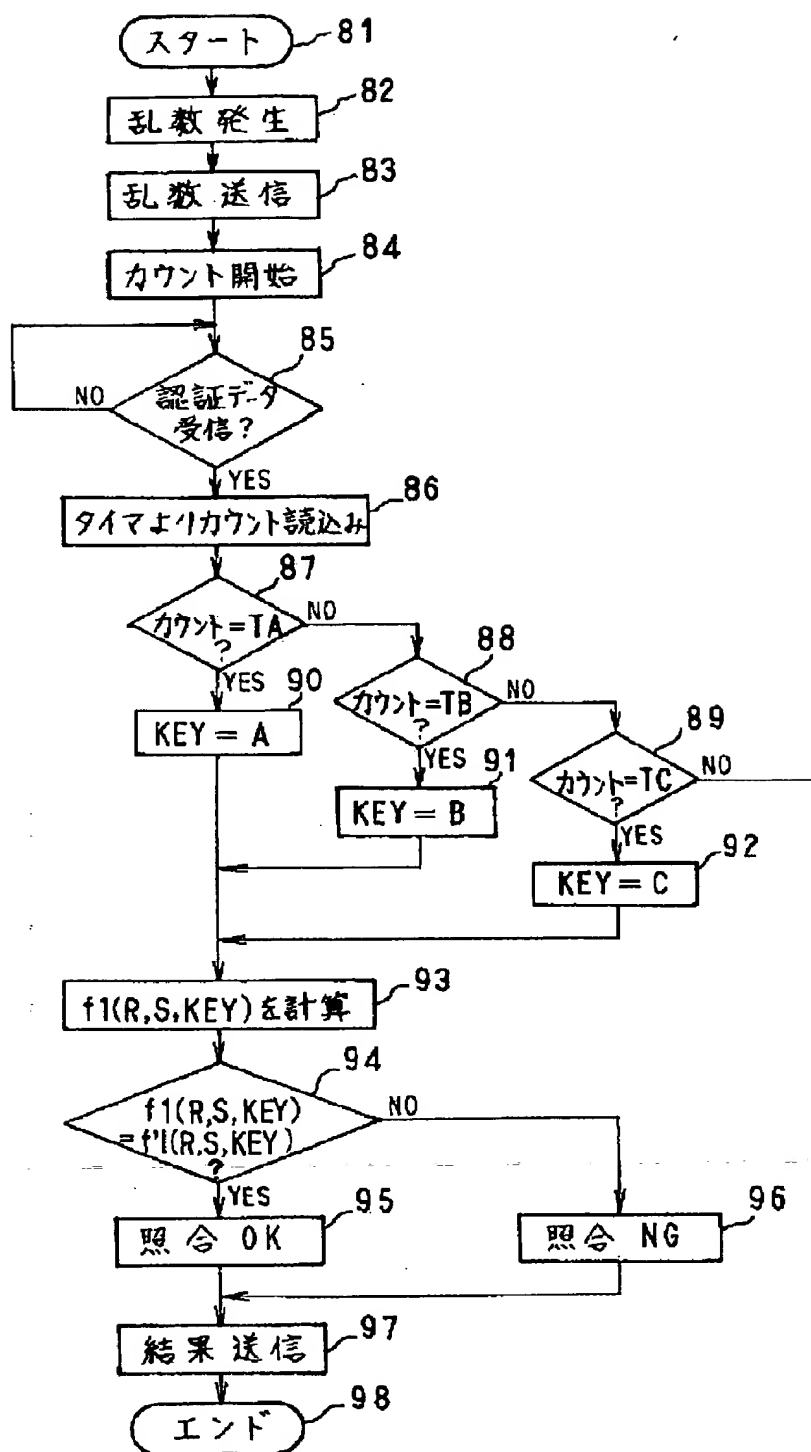 スタート
81
82
乱数発生
83
乱数送信
84
カウント開始
85
認証データ
受信?
NO
YES
86
タイマよりカウント読込み
87
カウント=TA
?
NO
YES
88
カウント=TB
?
NO
YES
89
カウント=TC
?
NO
YES
90
KEY = A
91
KEY = B
92
KEY = C
93
f1(R,S,KEY)を計算
94
f1(R,S,KEY)
=f'1(R,S,KEY)
?
NO
YES
95
照合 OK
96
照合 NG
97
結果送信
98
エンド